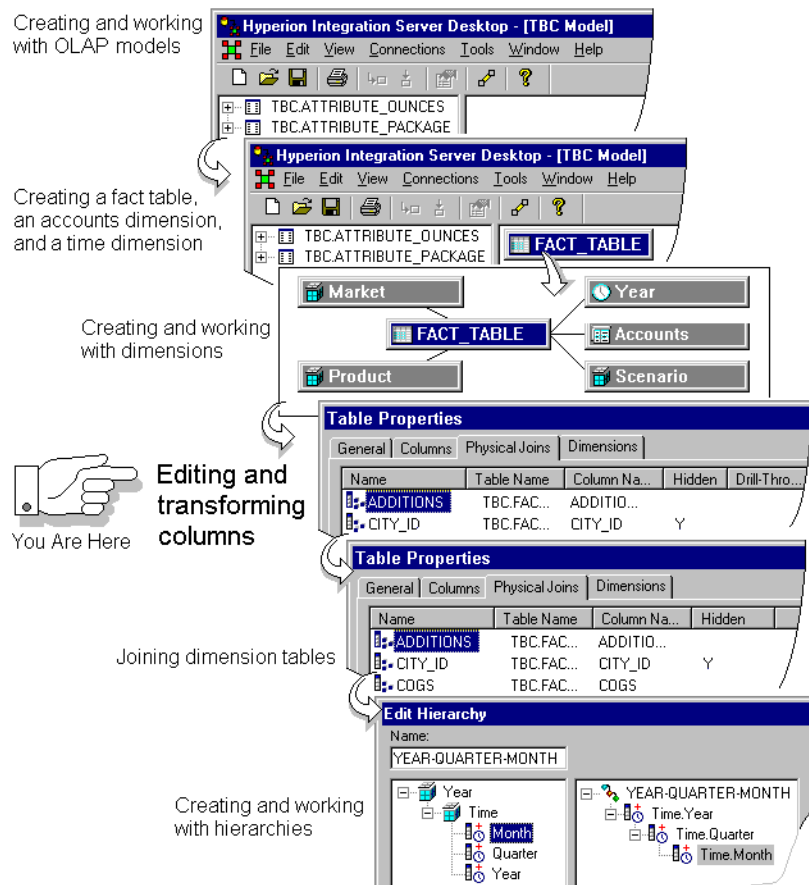 Creating and working
with OLAP models
Hyperion Integration Server Desktop - [TBC Model]
File Edit View Connections Tools Window Help
TBC.ATTRIBUTE_OUNCES
TBC.ATTRIBUTE_PACKAGE
Creating a fact table,
an accounts dimension,
and a time dimension
Hyperion Integration Server Desktop - [TBC Model]
File Edit View Connections Tools Window Help
TBC.ATTRIBUTE_OUNCES
TBC.ATTRIBUTE_PACKAGE
FACT_TABLE
Creating and working
with dimensions
Market
Year
FACT_TABLE
Accounts
Product
Scenario
You Are Here
Editing and
transforming
columns
Table Properties
General Columns Physical Joins Dimensions
Name Table Name Column Na... Hidden Drill-Thro...
ADDITIONS TBC.FAC... ADDITIO...
CITY_ID TBC.FAC... CITY_ID Y
Joining dimension tables
Table Properties
General Columns Physical Joins Dimensions
Name Table Name Column Na... Hidden
ADDITIONS TBC.FAC... ADDITIO...
CITY_ID TBC.FAC... CITY_ID Y
COGS TBC.FAC... COGS
Creating and working
with hierarchies
Edit Hierarchy
Name:
YEAR-QUARTER-MONTH
Year
Time
Month
Quarter
Year
YEAR-QUARTER-MONTH
Time.Year
Time.Quarter
Time.Month